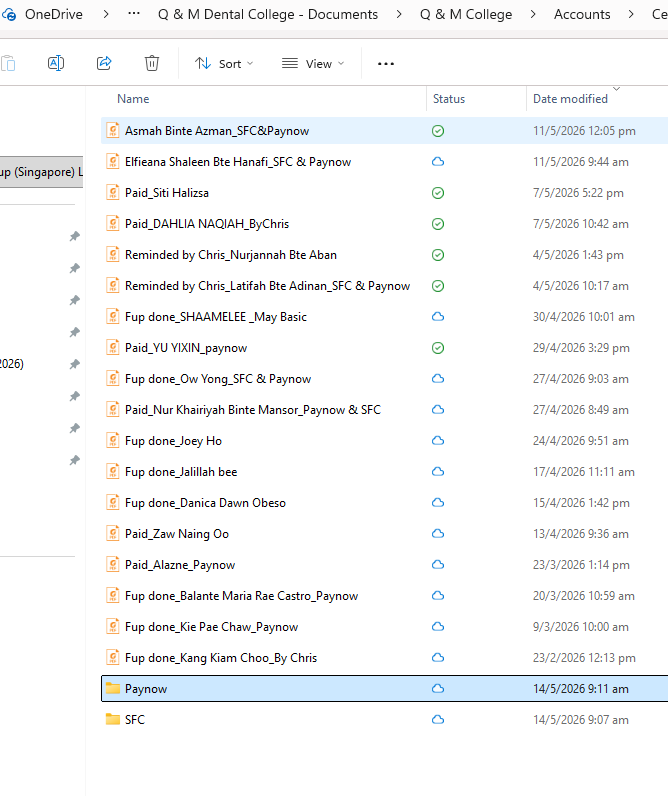 OneDrive > ··· Q & M Dental College - Documents > Q & M College > Accounts > Ce
Sort View ···
Name Status Date modified
Asmah Binte Azman_SFC&Paynow 11/5/2026 12:05 pm
Elfieana Shaleen Bte Hanafi_SFC & Paynow 11/5/2026 9:44 am
up (Singapore) L
Paid_Siti Halizsa 7/5/2026 5:22 pm
Paid_DAHLIA NAQIAH_ByChris 7/5/2026 10:42 am
Reminded by Chris_Nurjannah Bte Aban 4/5/2026 1:43 pm
Reminded by Chris_Latifah Bte Adinan_SFC & Paynow 4/5/2026 10:17 am
Fup done_SHAAMELEE _May Basic 30/4/2026 10:01 am
Paid_YU YIXIN_paynow 29/4/2026 3:29 pm
2026)
Fup done_Ow Yong_SFC & Paynow 27/4/2026 9:03 am
Paid_Nur Khairiyah Binte Mansor_Paynow & SFC 27/4/2026 8:49 am
Fup done_Joey Ho 24/4/2026 9:51 am
Fup done_Jalillah bee 17/4/2026 11:11 am
Fup done_Danica Dawn Obeso 15/4/2026 1:42 pm
Paid_Zaw Naing Oo 13/4/2026 9:36 am
Paid_Alazne_Paynow 23/3/2026 1:14 pm
Fup done_Balante Maria Rae Castro_Paynow 20/3/2026 10:59 am
Fup done_Kie Pae Chaw_Paynow 9/3/2026 10:00 am
Fup done_Kang Kiam Choo_By Chris 23/2/2026 12:13 pm
Paynow 14/5/2026 9:11 am
SFC 14/5/2026 9:07 am